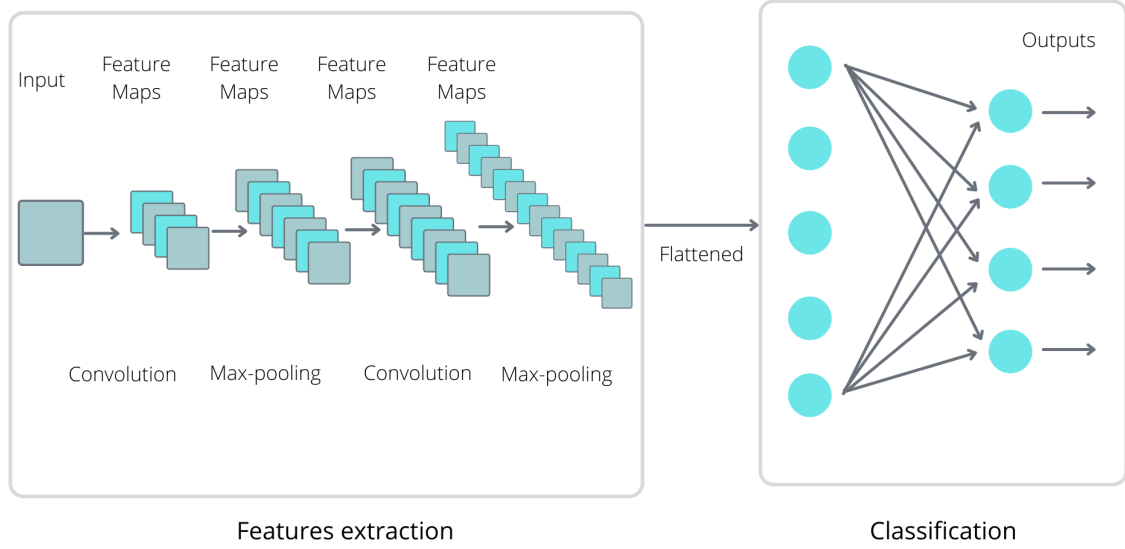 Input
Feature
Maps
Feature
Maps
Feature
Maps
Feature
Maps
Convolution
Max-pooling
Convolution
Max-pooling
Flattened
Outputs
Features extraction
Classification